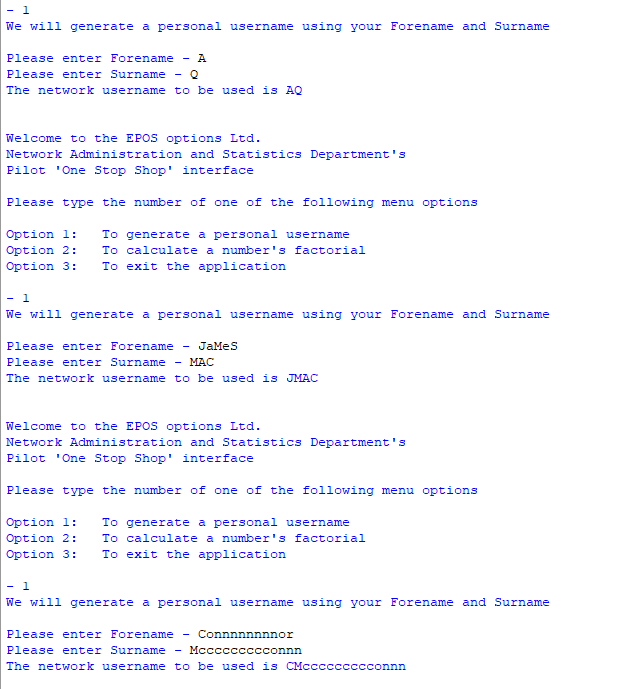 - 1
We will generate a personal username using your Forename and Surname
Please enter Forename - A
Please enter Surname - Q
The network username to be used is AQ
Welcome to the EPOS options Ltd.
Network Administration and Statistics Department's
Pilot 'One Stop Shop' interface
Please type the number of one of the following menu options
Option 1:   To generate a personal username
Option 2:   To calculate a number's factorial
Option 3:   To exit the application
- 1
We will generate a personal username using your Forename and Surname
Please enter Forename - JaMeS
Please enter Surname - MAC
The network username to be used is JMAC
Welcome to the EPOS options Ltd.
Network Administration and Statistics Department's
Pilot 'One Stop Shop' interface
Please type the number of one of the following menu options
Option 1:   To generate a personal username
Option 2:   To calculate a number's factorial
Option 3:   To exit the application
- 1
We will generate a personal username using your Forename and Surname
Please enter Forename - Connnnnnnnor
Please enter Surname - Mccccccccccnnn
The network username to be used is CMccccccccccnnn